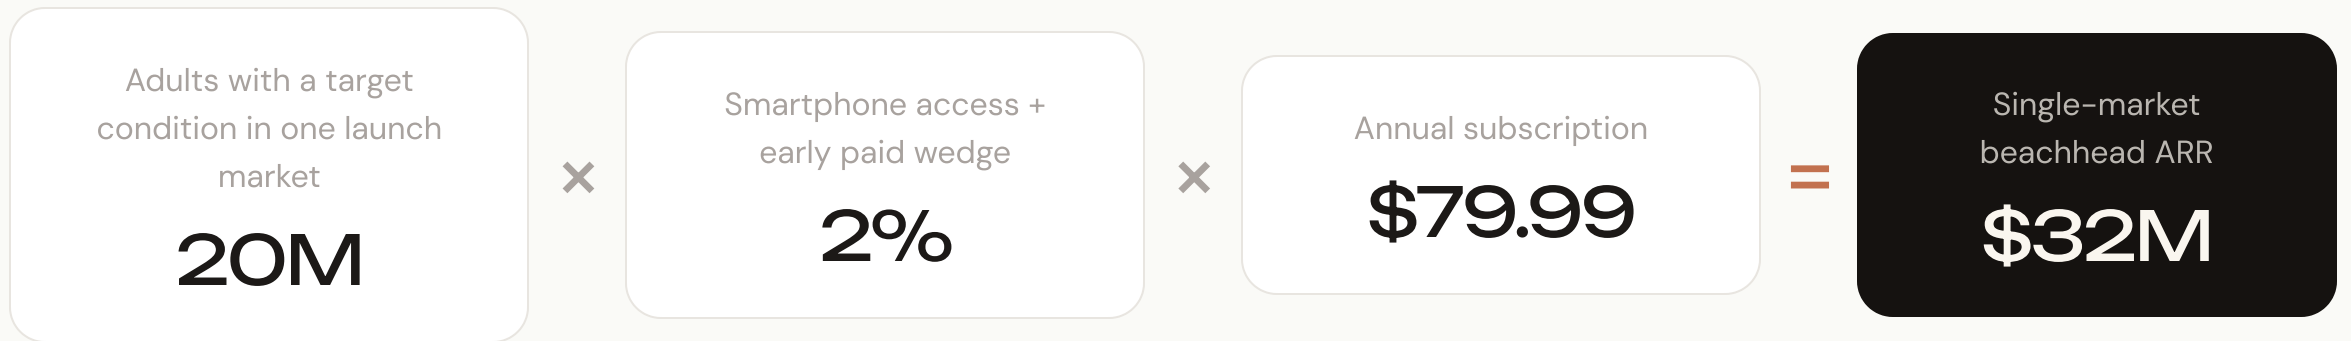 Adults with a target
condition in one launch
market
20M
×
Smartphone access +
early paid wedge
2%
×
Annual subscription
$79.99
=
Single-market
beachhead ARR
$32M